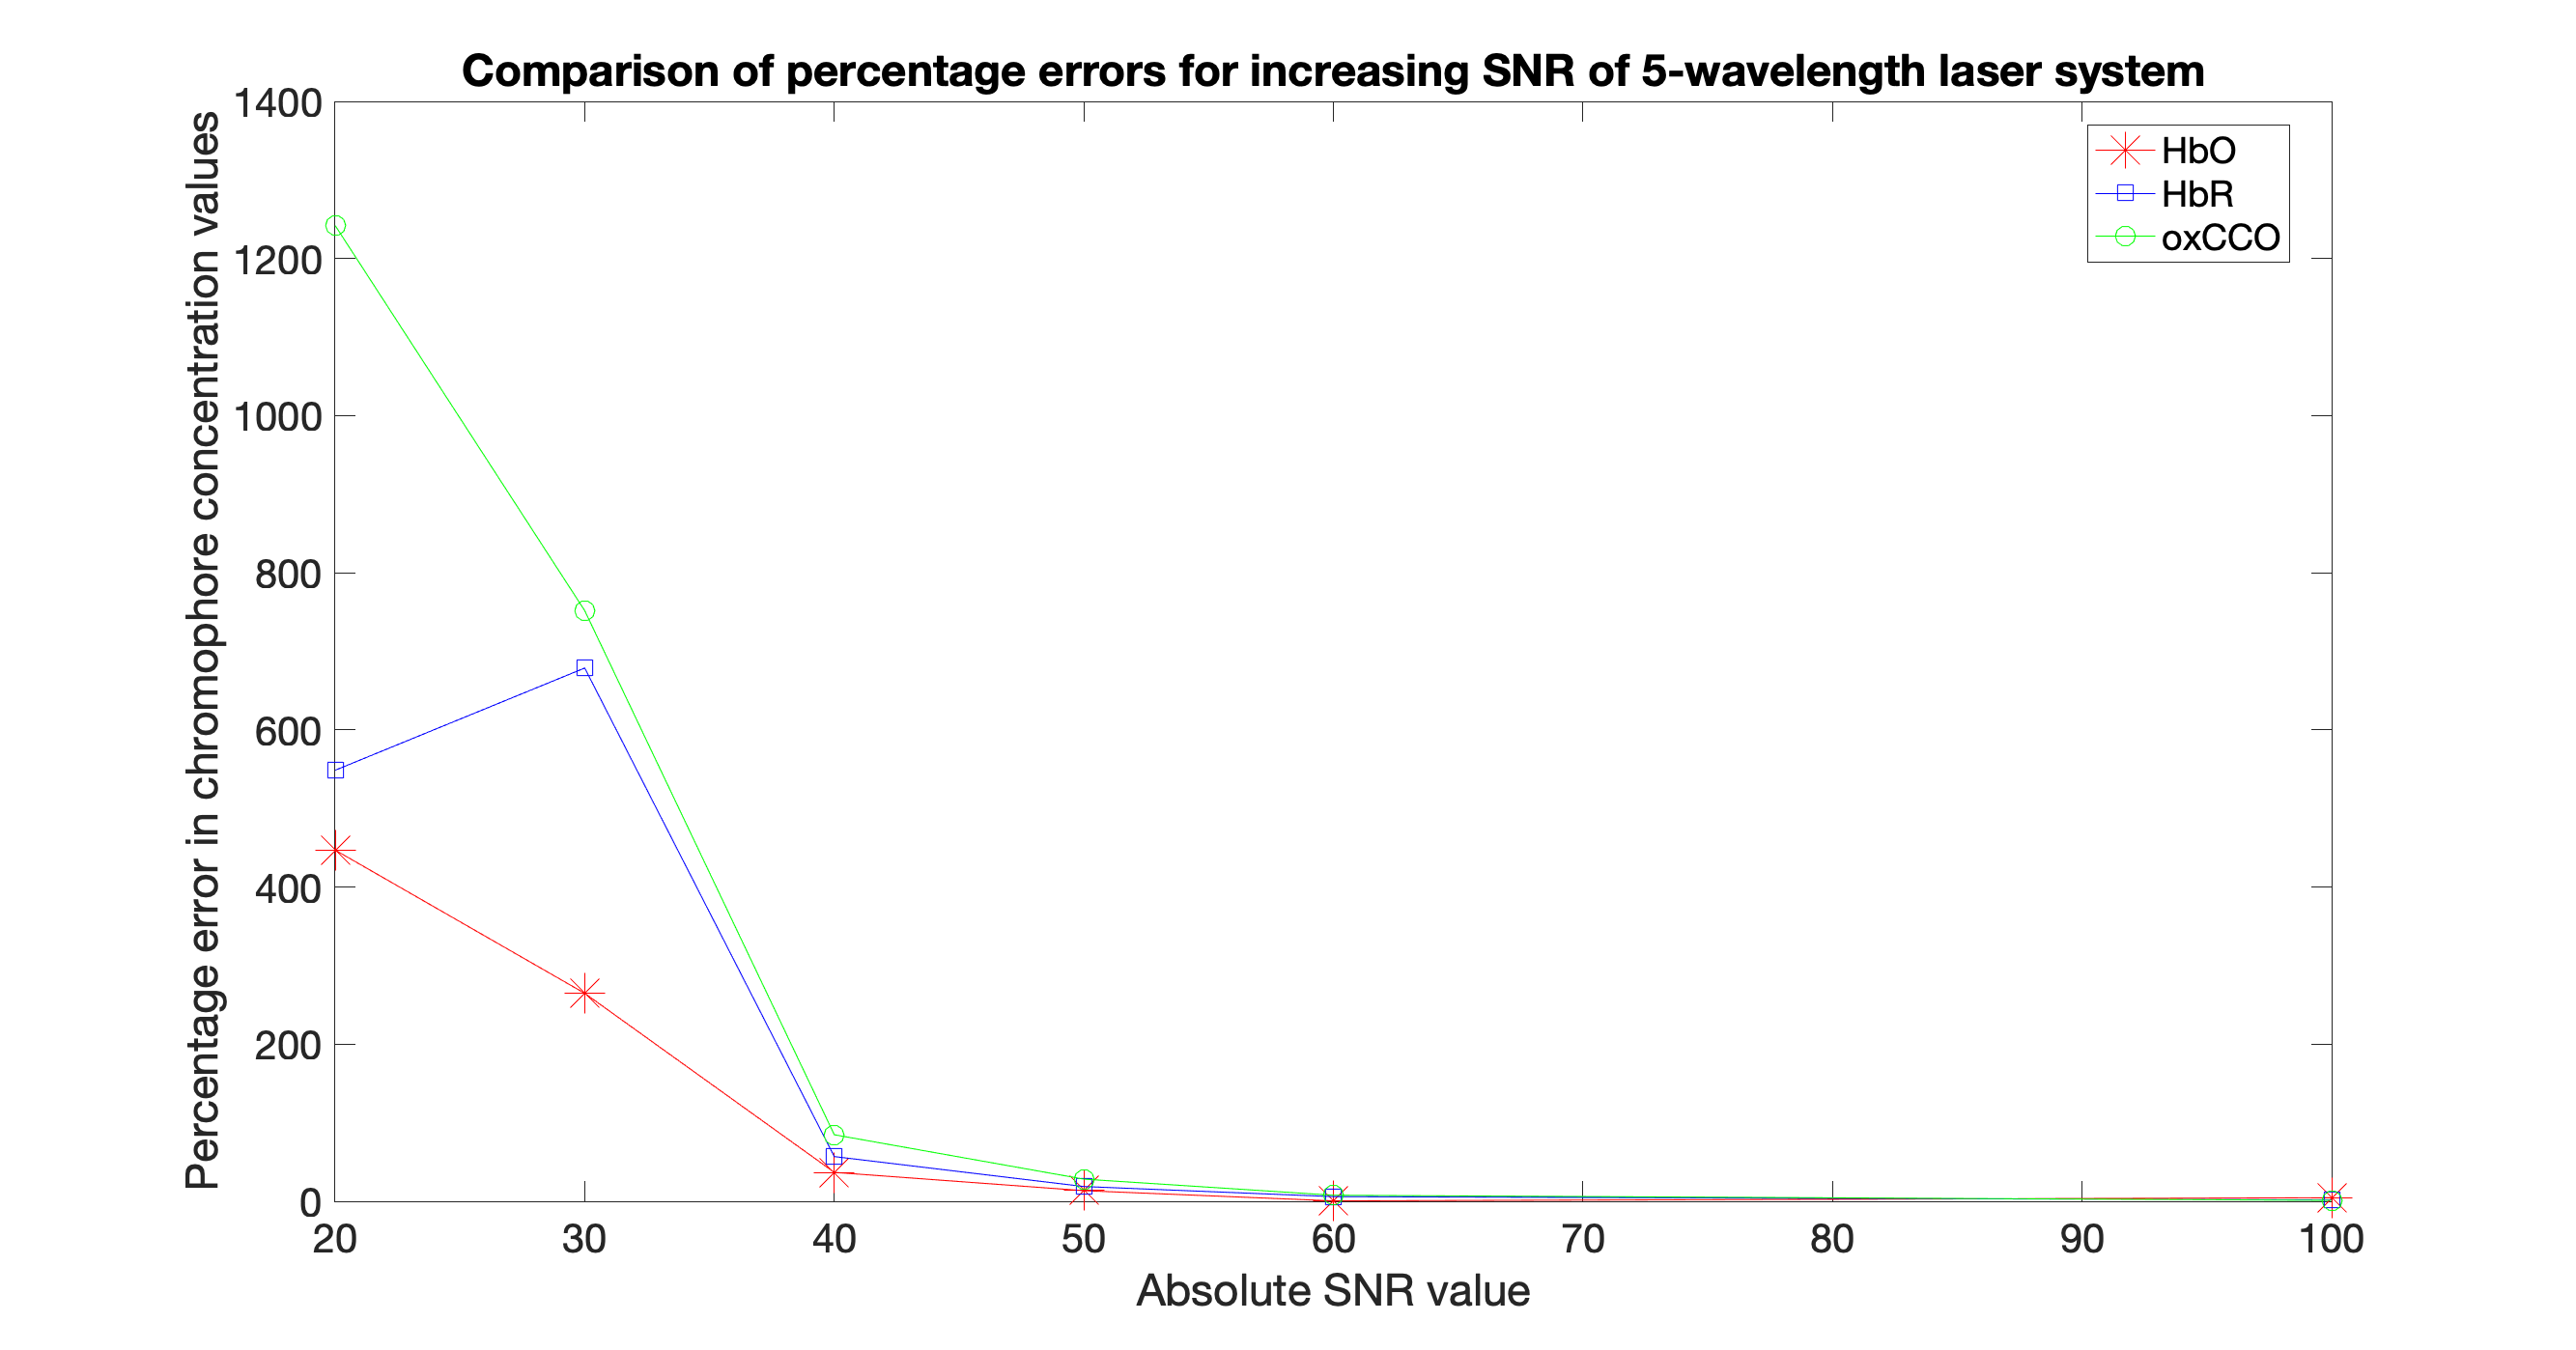 Comparison of percentage errors for increasing SNR of 5-wavelength laser system
Percentage error in chromophore concentration values
1400
1200
1000
800
600
400
200
0
HbO
HbR
oxCCO
20 30 40 50 60 70 80 90 100
Absolute SNR value